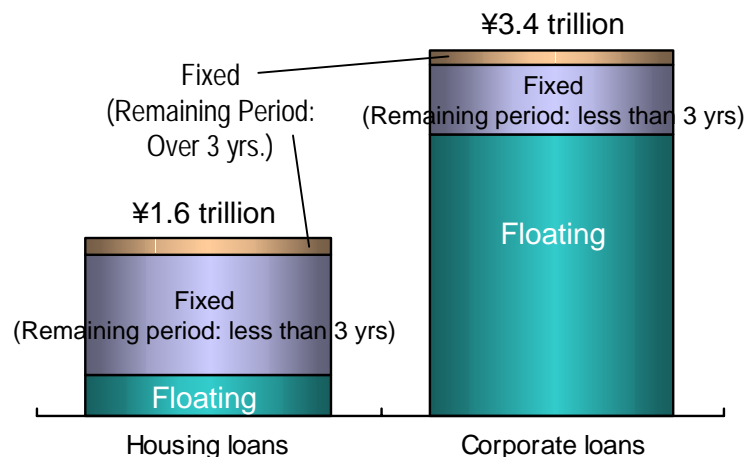 ¥3.4 trillion
Fixed
(Remaining Period:
Over 3 yrs.)
Fixed
(Remaining period: less than 3 yrs)
Floating
¥1.6 trillion
Fixed
(Remaining period: less than 3 yrs)
Floating
Housing loans
Corporate loans